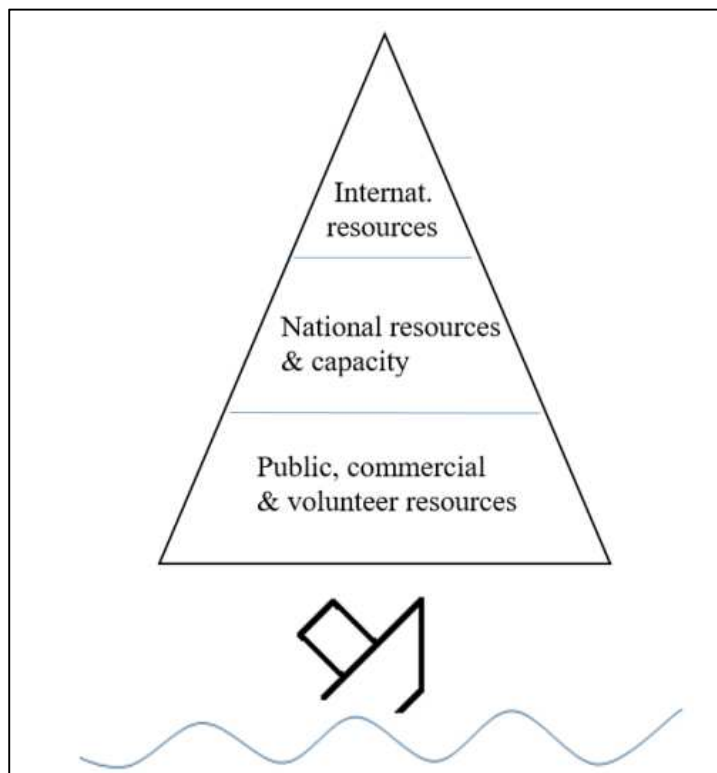 Internat.
resources
National resources
& capacity
Public, commercial
& volunteer resources